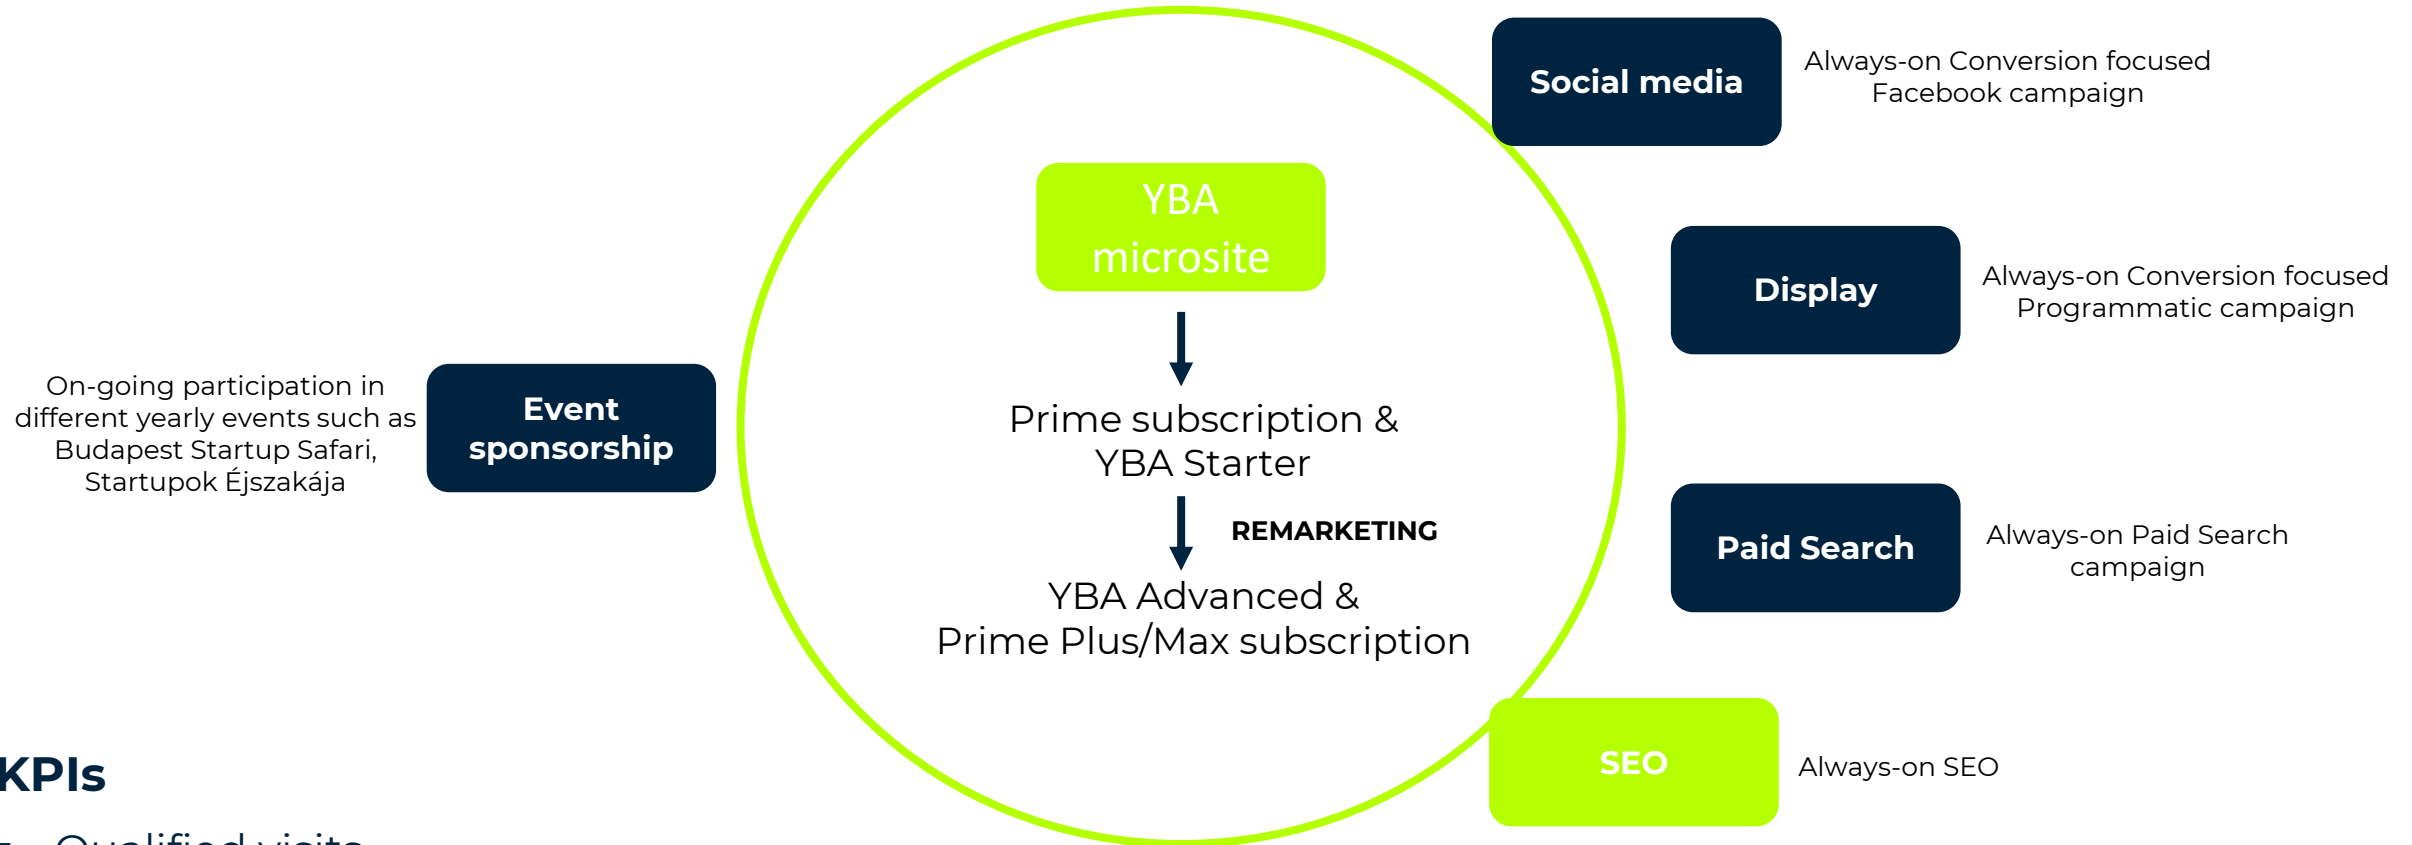 Social media
Always-on Conversion focused
Facebook campaign
YBA
microsite
Display
Always-on Conversion focused
Programmatic campaign
On-going participation in
different yearly events such as
Budapest Startup Safari,
Startupok Éjszakája
Event
sponsorship
Prime subscription &
YBA Starter
REMARKETING
Paid Search
Always-on Paid Search
campaign
YBA Advanced &
Prime Plus/Max subscription
SEO
Always-on SEO
KPIs
Qualified visits